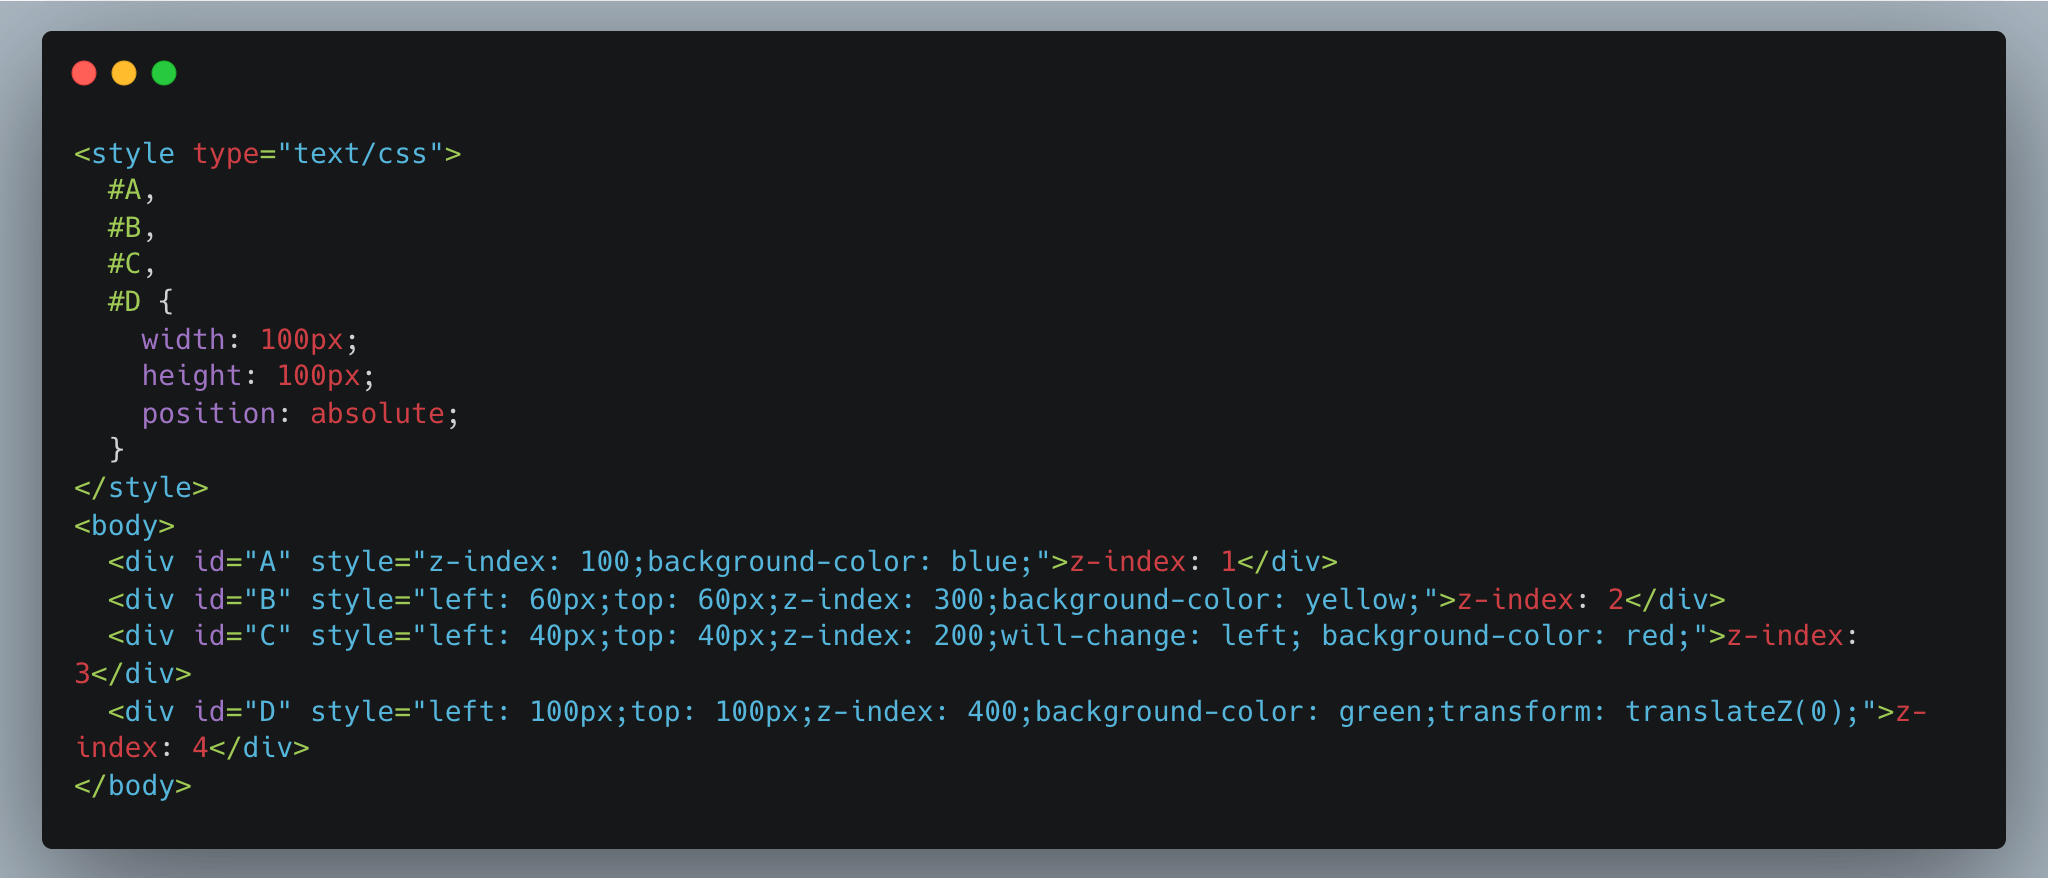 <style type="text/css">
  #A,
  #B,
  #C,
  #D {
    width: 100px;
    height: 100px;
    position: absolute;
  }
</style>
<body>
  <div id="A" style="z-index: 100;background-color: blue;">z-index: 1</div>
  <div id="B" style="left: 60px;top: 60px;z-index: 300;background-color: yellow;">z-index: 2</div>
  <div id="C" style="left: 40px;top: 40px;z-index: 200;will-change: left; background-color: red;">z-index:
3</div>
  <div id="D" style="left: 100px;top: 100px;z-index: 400;background-color: green;transform: translateZ(0);">z-
index: 4</div>
</body>